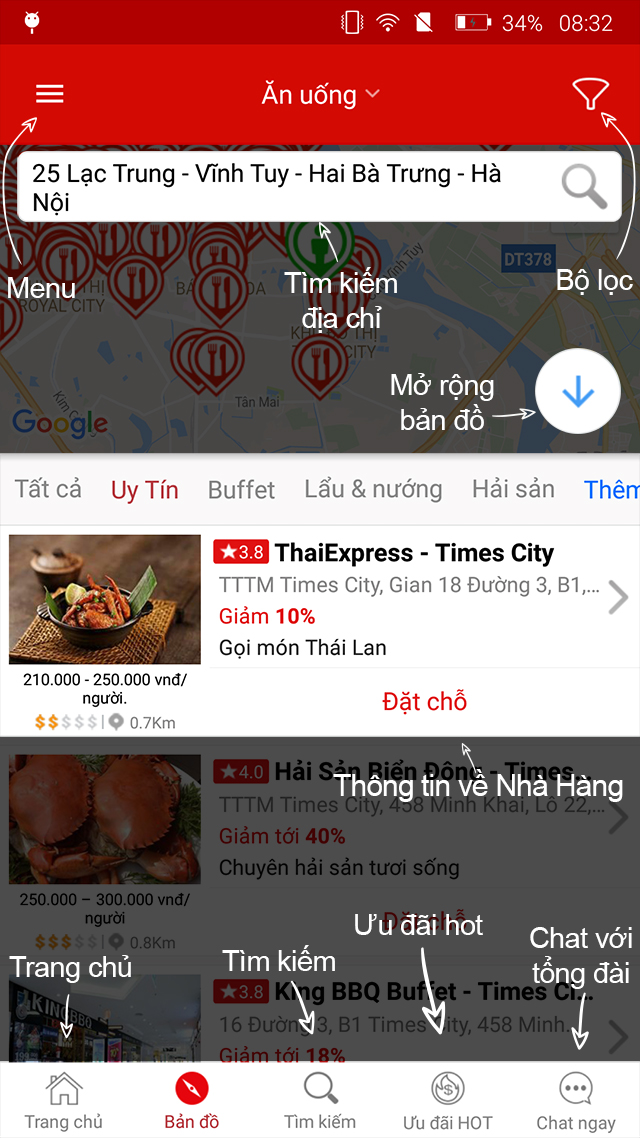 34% 08:32
Ăn uống
25 Lạc Trung - Vĩnh Tuy - Hai Bà Trưng - Hà
Nội
Menu
Tìm kiếm
địa chỉ
Bộ lọc
DT378
Vĩnh Tuy
ROYAL CITY
CITY
Mở rộng
bản đồ
Tân Mai
Google
Tất cả Uy Tín Buffet Lẩu & nướng Hải sản Thêm
3.8 ThaiExpress - Times City
TTTM Times City, Gian 18 Đường 3, B1,...
Giảm 10%
Gọi món Thái Lan
210.000 - 250.000 vnđ/
người.
$$$$$ | 0.7Km
Đặt chỗ
Thông tin về Nhà Hàng
4.0 Hải Sản Biển Đông - Times...
TTTM Times City, 458 Minh Khai, Lô 22,...
Giảm tới 40%
Chuyên hải sản tươi sống
250.000 – 300.000 vnđ/
người
$$$$$ | 0.8Km
Đặt chỗ
Trang chủ
Tìm kiếm
Ưu đãi hot
Chat với
tổng đài
KING BBQ
3.8 King BBQ Buffet - Times Ci...
16 Đường 3, B1 Times City, 458 Minh...
Giảm tới 18%
Trang chủ Bản đồ Tìm kiếm Ưu đãi HOT Chat ngay